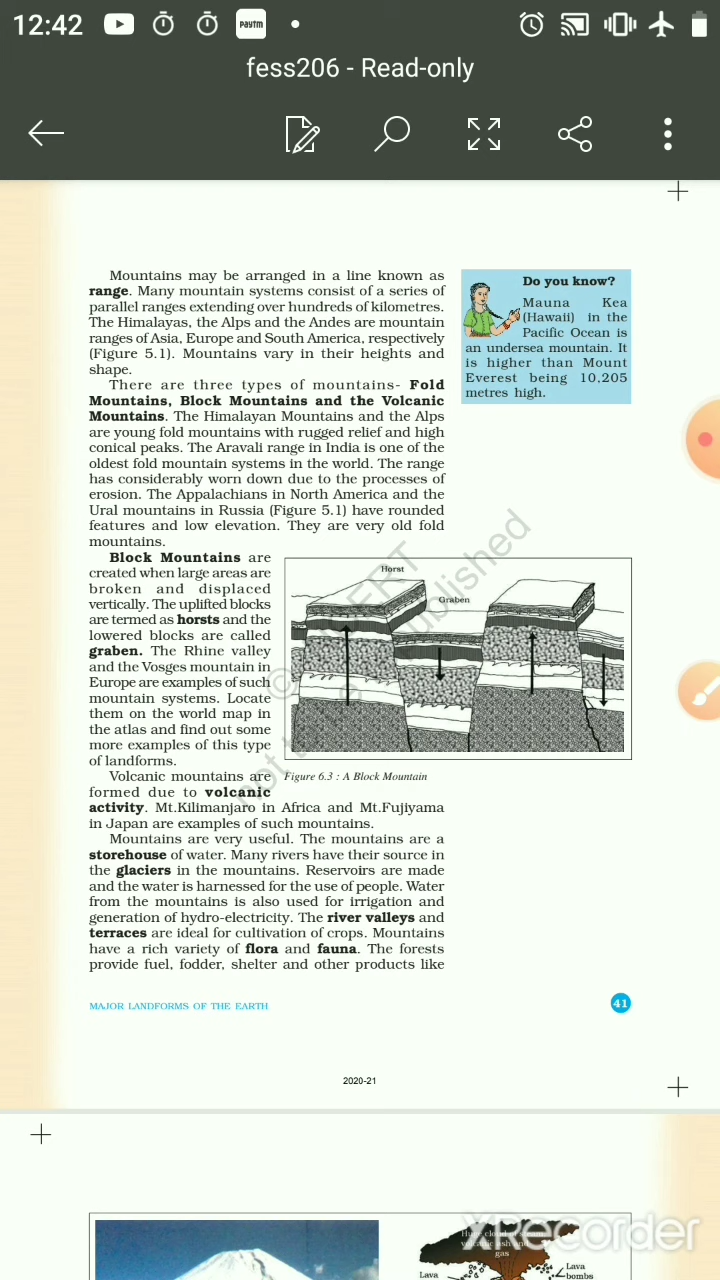 12:42
Paytm
fess206 - Read-only
Mountains may be arranged in a line known as
range. Many mountain systems consist of a series of
parallel ranges extending over hundreds of kilometres.
The Himalayas, the Alps and the Andes are mountain
ranges of Asia, Europe and South America, respectively
(Figure 5.1). Mountains vary in their heights and
shape.
There are three types of mountains- Fold
Mountains, Block Mountains and the Volcanic
Mountains. The Himalayan Mountains and the Alps
are young fold mountains with rugged relief and high
conical peaks. The Aravali range in India is one of the
oldest fold mountain systems in the world. The range
has considerably worn down due to the processes of
erosion. The Appalachians in North America and the
Ural mountains in Russia (Figure 5.1) have rounded
features and low elevation. They are very old fold
mountains.
Do you know?
Mauna Kea
(Hawaii) in the
Pacific Ocean is
an undersea mountain. It
is higher than Mount
Everest being 10,205
metres high.
Block Mountains are
created when large areas are
broken and displaced
vertically. The uplifted blocks
are termed as horsts and the
lowered blocks are called
graben. The Rhine valley
and the Vosges mountain in
Europe are examples of such
mountain systems. Locate
them on the world map in
the atlas and find out some
more examples of this type
of landforms.
Horst
Graben
Figure 6.3 : A Block Mountain
Volcanic mountains are
formed due to volcanic
activity. Mt.Kilimanjaro in Africa and Mt.Fujiyama
in Japan are examples of such mountains.
Mountains are very useful. The mountains are a
storehouse of water. Many rivers have their source in
the glaciers in the mountains. Reservoirs are made
and the water is harnessed for the use of people. Water
from the mountains is also used for irrigation and
generation of hydro-electricity. The river valleys and
terraces are ideal for cultivation of crops. Mountains
have a rich variety of flora and fauna. The forests
provide fuel, fodder, shelter and other products like
MAJOR LANDFORMS OF THE EARTH
41
2020-21
volcanic ash and
gas
Lava
Lava
bombs
XRecorder